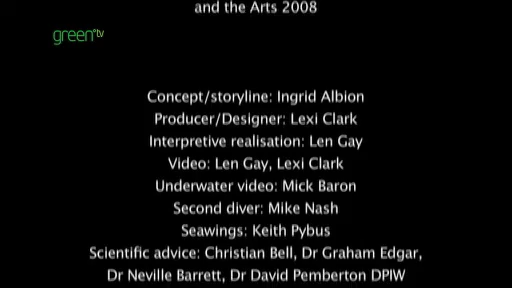 and the Arts 2008
green tv
Concept/storyline: Ingrid Albion
Producer/Designer: Lexi Clark
Interpretive realisation: Len Gay
Video: Len Gay, Lexi Clark
Underwater video: Mick Baron
Second diver: Mike Nash
Seawings: Keith Pybus
Scientific advice: Christian Bell, Dr Graham Edgar,
Dr Neville Barrett, Dr David Pemberton DPIW